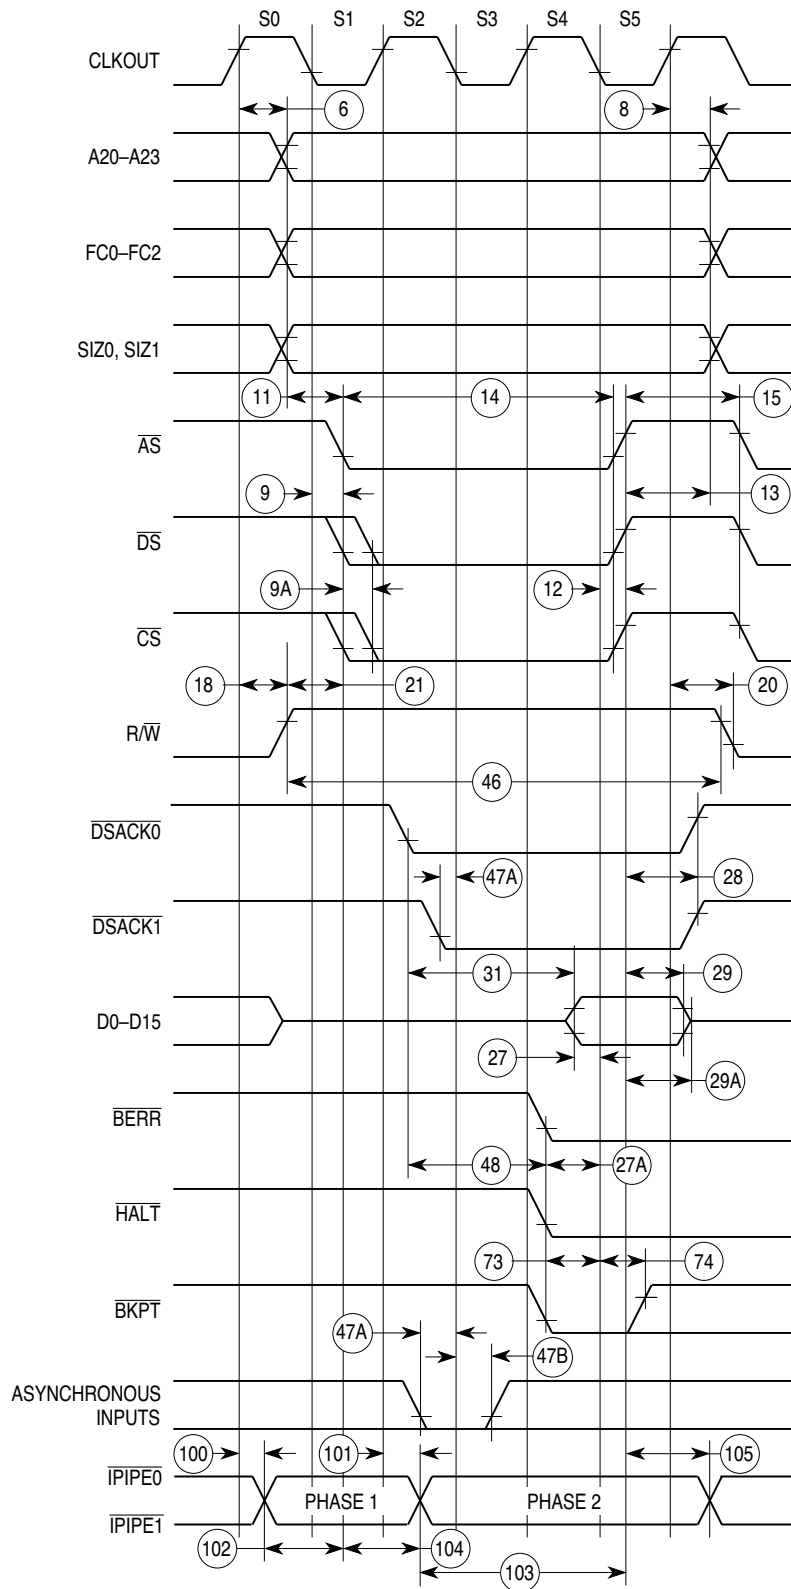 S0 S1 S2 S3 S4 S5
CLKOUT
6 8
A20–A23
FC0–FC2
SIZ0, SIZ1
11 14 15
AS
9 13
DS
9A 12
CS
18 21 20
R/W
46
DSACK0
47A 28
DSACK1
31 29
D0–D15
27 29A
BERR
48 27A
HALT
73 74
BKPT
47A 47B
ASYNCHRONOUS
INPUTS
100 101 105
IPIPE0
PHASE 1 PHASE 2
IPIPE1
102 104 103